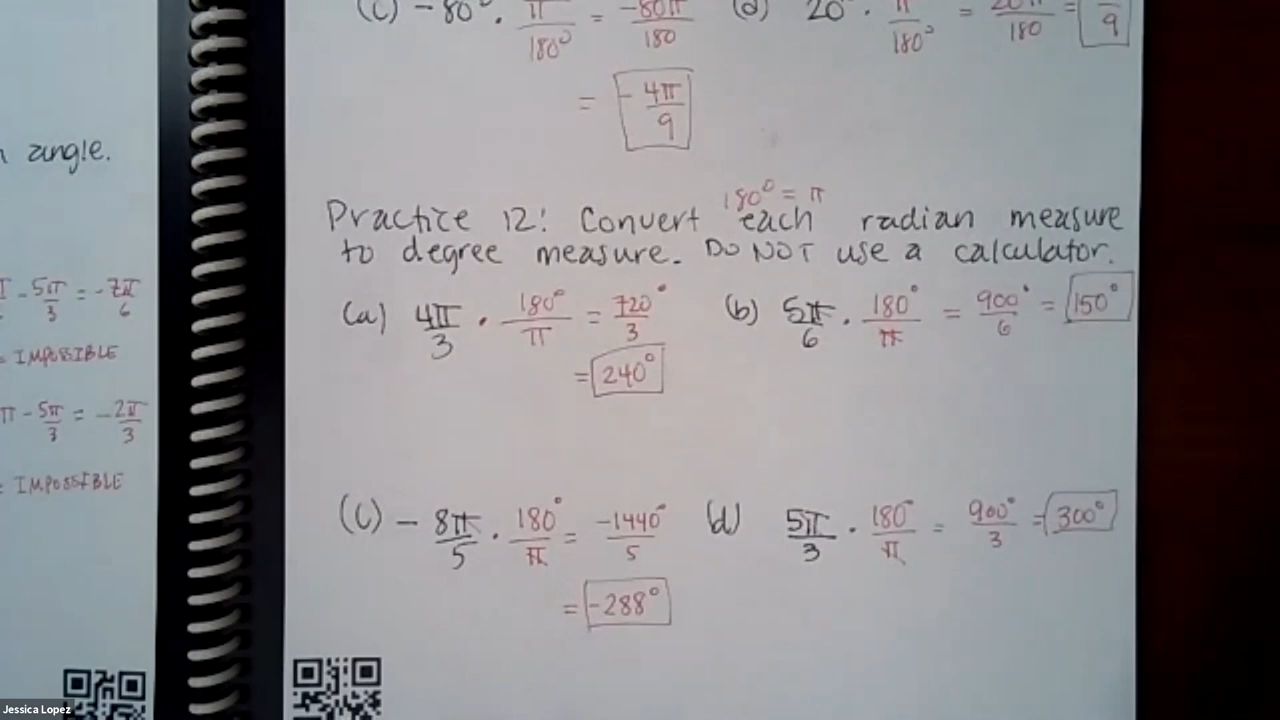 (c) -80° · π/180° = -80π/180 (d) 20° · π/180° = 20π/180 = π/9
= -4π/9
angle.
180° = π
Practice 12: Convert each radian measure
to degree measure. DO NOT use a calculator.
- 5π/3 = -7π/6
= IMPOSSIBLE
π - 5π/3 = -2π/3
= IMPOSSIBLE
(a) 4π/3 · 180°/π = 720°/3 (b) 5π/6 · 180°/π = 900°/6 = 150°
= 240°
(c) - 8π/5 · 180°/π = -1440°/5 (d) 5π/3 · 180°/π = 900°/3 = 300°
= -288°
Jessica Lopez